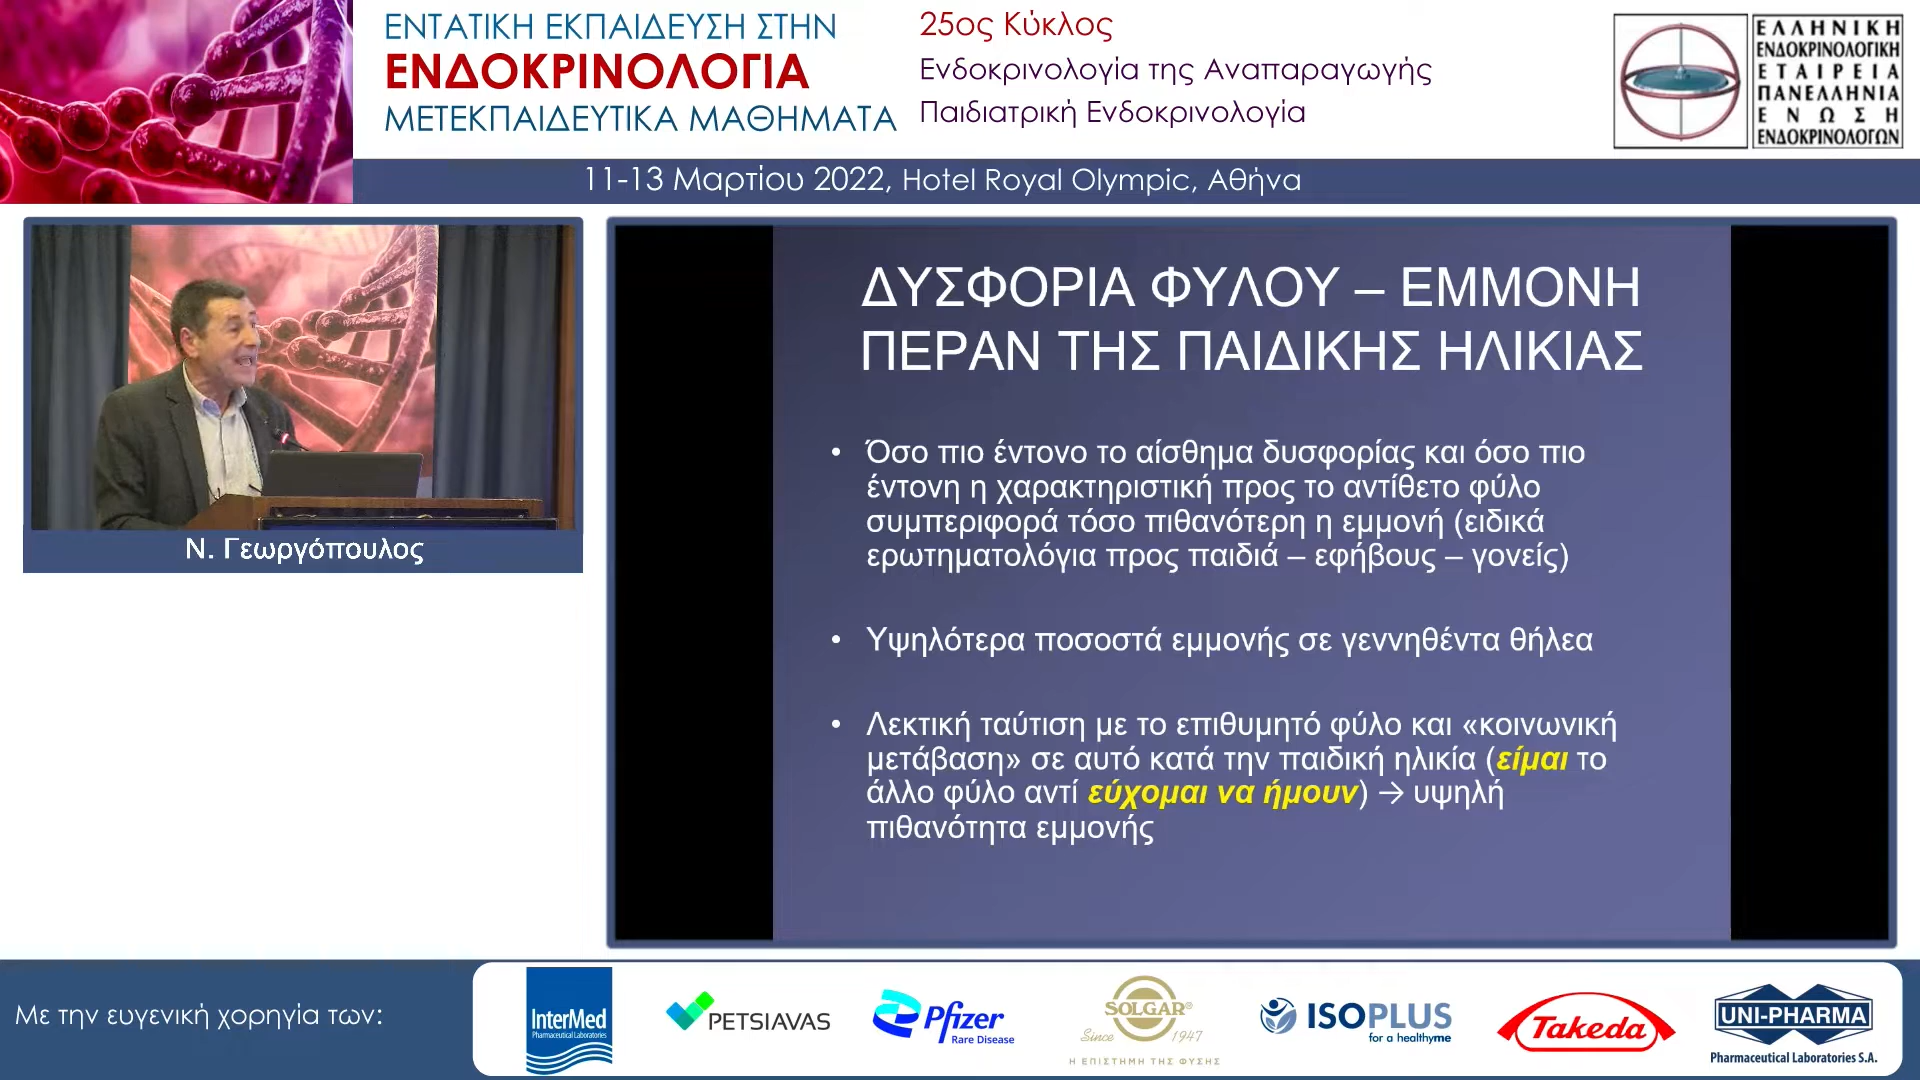 ΕΝΤΑΤΙΚΗ ΕΚΠΑΙΔΕΥΣΗ ΣΤΗΝ
ΕΝΔΟΚΡΙΝΟΛΟΓΙΑ
ΜΕΤΕΚΠΑΙΔΕΥΤΙΚΑ ΜΑΘΗΜΑΤΑ
25ος Κύκλος
Ενδοκρινολογία της Αναπαραγωγής
Παιδιατρική Ενδοκρινολογία
ΕΛΛΗΝΙΚΗ
ΕΝΔΟΚΡΙΝΟΛΟΓΙΚΗ
ΕΤΑΙΡΕΙΑ
ΠΑΝΕΛΛΗΝΙΑ
ΕΝΩΣΗ
ΕΝΔΟΚΡΙΝΟΛΟΓΩΝ
11-13 Μαρτίου 2022, Hotel Royal Olympic, Αθήνα
Ν. Γεωργόπουλος
ΔΥΣΦΟΡΙΑ ΦΥΛΟΥ – ΕΜΜΟΝΗ
ΠΕΡΑΝ ΤΗΣ ΠΑΙΔΙΚΗΣ ΗΛΙΚΙΑΣ
• Όσο πιο έντονο το αίσθημα δυσφορίας και όσο πιο
έντονη η χαρακτηριστική προς το αντίθετο φύλο
συμπεριφορά τόσο πιθανότερη η εμμονή (ειδικά
ερωτηματολόγια προς παιδιά – εφήβους – γονείς)
• Υψηλότερα ποσοστά εμμονής σε γεννηθέντα θήλεα
• Λεκτική ταύτιση με το επιθυμητό φύλο και «κοινωνική
μετάβαση» σε αυτό κατά την παιδική ηλικία (είμαι το
άλλο φύλο αντί εύχομαι να ήμουν) → υψηλή
πιθανότητα εμμονής
Με την ευγενική χορηγία των:
InterMed
Pharmaceutical Laboratories
PETSIAVAS
Pfizer
Rare Disease
SOLGAR®
Since 1947
Η ΕΠΙΣΤΗΜΗ ΤΗΣ ΦΥΣΗΣ
ISOPLUS
for a healthyme
Takeda
UNI-PHARMA
Pharmaceutical Laboratories S.A.